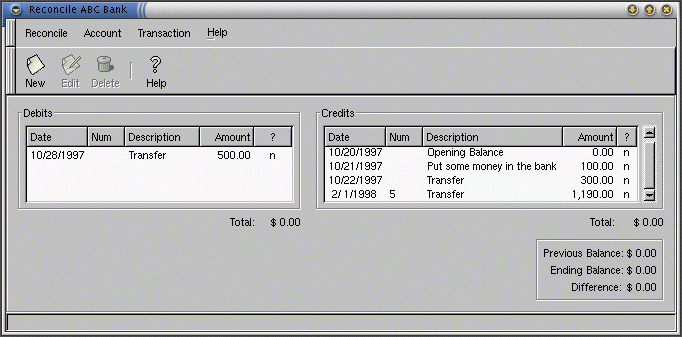 Reconcile ABC Bank
Reconcile Account Transaction Help
New Edit Delete Help
Debits
Date Num Description Amount ?
10/28/1997 Transfer 500.00 n
Total: $ 0.00
Credits
Date Num Description Amount ?
10/20/1997 Opening Balance 0.00 n
10/21/1997 Put some money in the bank 100.00 n
10/22/1997 Transfer 300.00 n
2/ 1/1998 5 Transfer 1,190.00 n
Total: $ 0.00
Previous Balance: $ 0.00
Ending Balance: $ 0.00
Difference: $ 0.00